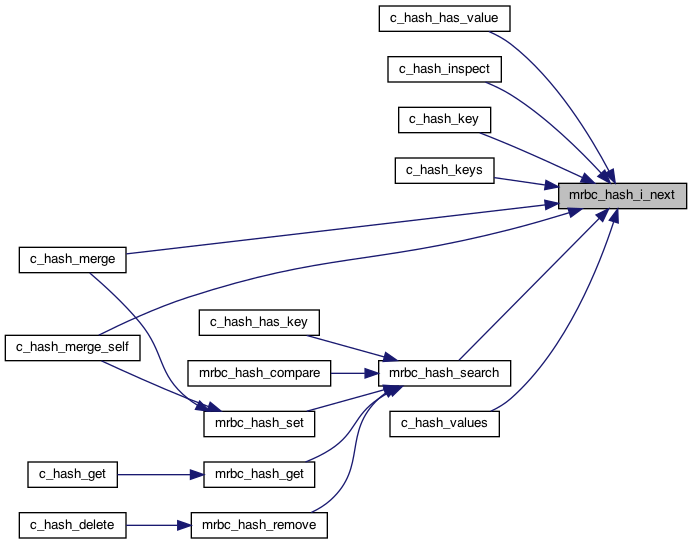 c_hash_has_value
c_hash_inspect
c_hash_key
c_hash_keys
mrbc_hash_i_next
c_hash_merge
c_hash_has_key
c_hash_merge_self
mrbc_hash_compare
mrbc_hash_search
mrbc_hash_set
c_hash_values
c_hash_get
mrbc_hash_get
c_hash_delete
mrbc_hash_remove